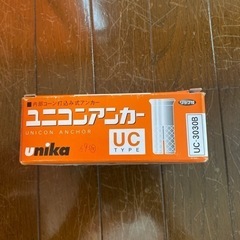 ■内部コーン打込み式アンカー
ユニコンアンカー
UNICON ANCHOR
UC
TYPE
unika
UC-3030B